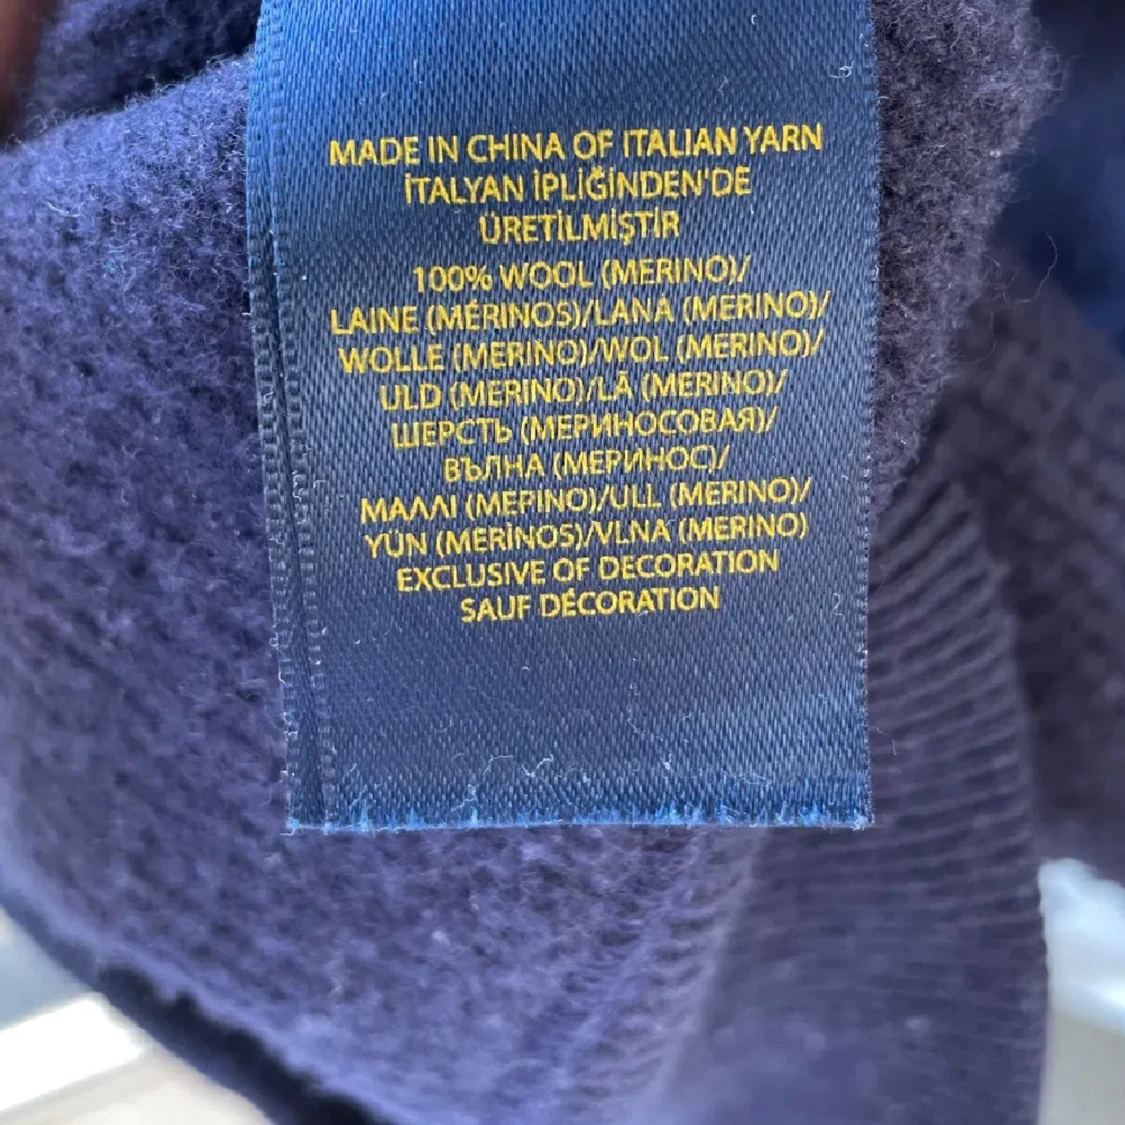 MADE IN CHINA OF ITALIAN YARN
İTALYAN İPLİĞİNDEN'DE
ÜRETİLMİŞTİR
100% WOOL (MERINO)/
LAINE (MÉRINOS)/LANA (MERINO)/
WOLLE (MERINO)/WOL (MERINO)/
ULD (MERINO)/LÃ (MERINO)/
ШЕРСТЬ (МЕРИНОСОВАЯ)/
ВЪЛНА (МЕРИНОС)/
ΜΑΛΛΙ (ΜΕΡΙΝΟ)/ULL (MERINO)/
YÜN (MERİNOS)/VLNA (MERINO)
EXCLUSIVE OF DECORATION
SAUF DÉCORATION